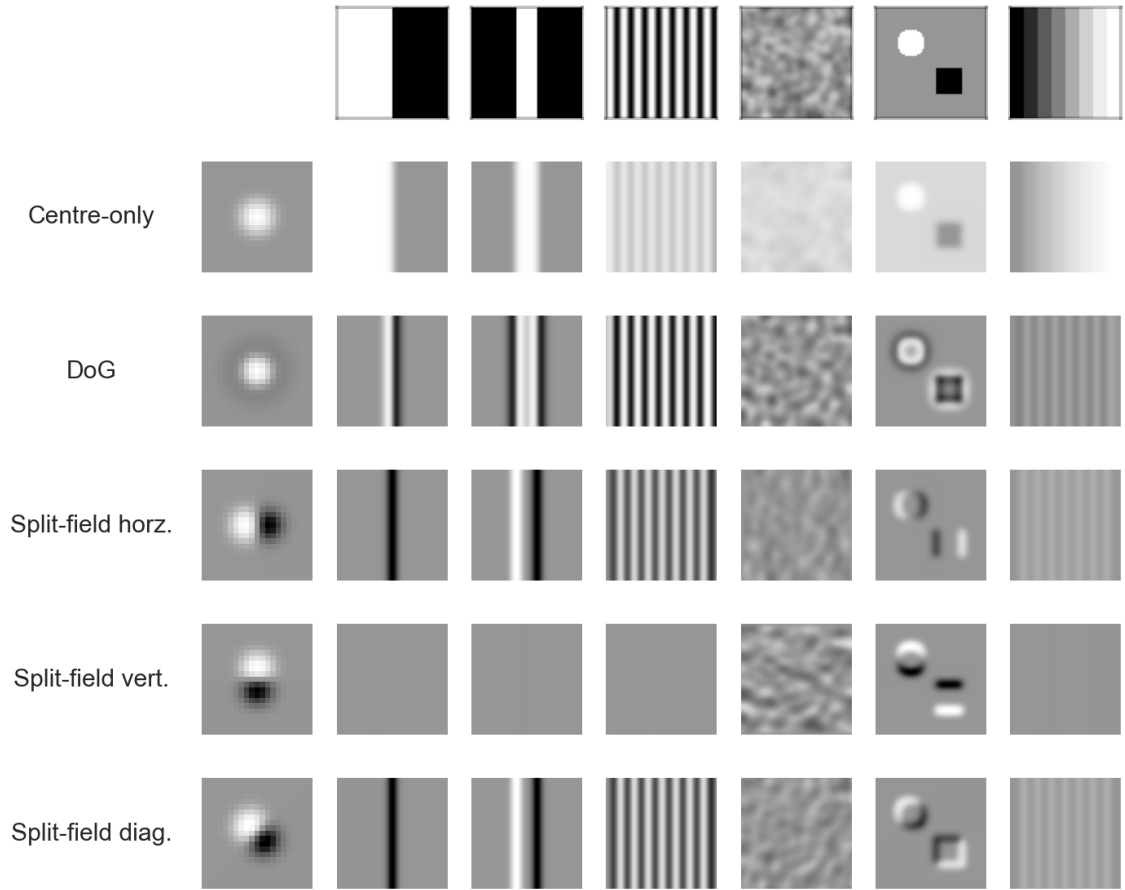 Centre-only
DoG
Split-field horz.
Split-field vert.
Split-field diag.